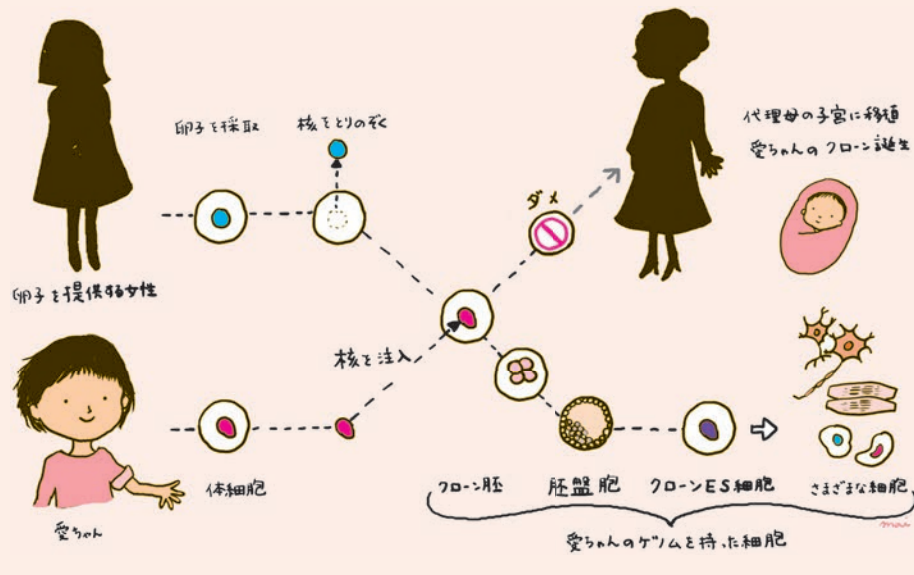 卵子を採取
核をとりのぞく
代理母の子宮に移植
愛ちゃんのクローン誕生
ダメ
卵子を提供する女性
核を注入
体細胞
愛ちゃん
クローン胚
胚盤胞
クローンES細胞
さまざまな細胞
愛ちゃんのゲノムを持った細胞
mai